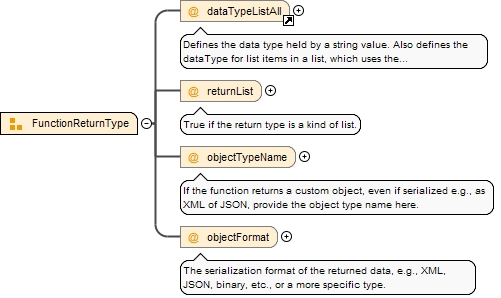 @ dataTypeListAll
Defines the data type held by a string value. Also defines the
dataType for list items in a list, which uses the...
@ returnList
True if the return type is a kind of list.
FunctionReturnType
@ objectTypeName
If the function returns a custom object, even if serialized e.g., as
XML of JSON, provide the object type name here.
@ objectFormat
The serialization format of the returned data, e.g., XML,
JSON, binary, etc., or a more specific type.